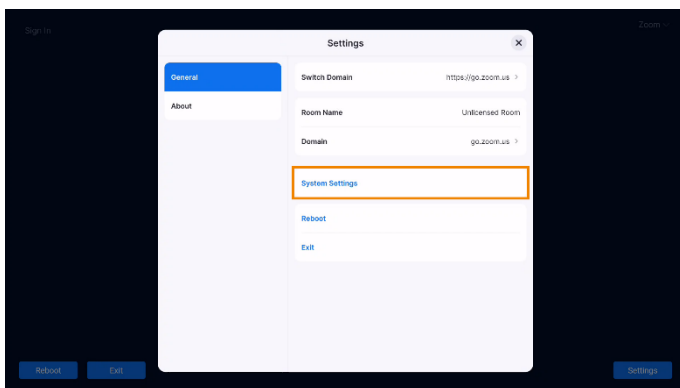 Sign In
Zoom
Settings
General
About
Switch Domain https://go.zoom.us
Room Name Unlicensed Room
Domain go.zoom.us
System Settings
Reboot
Exit
Reboot Exit Settings